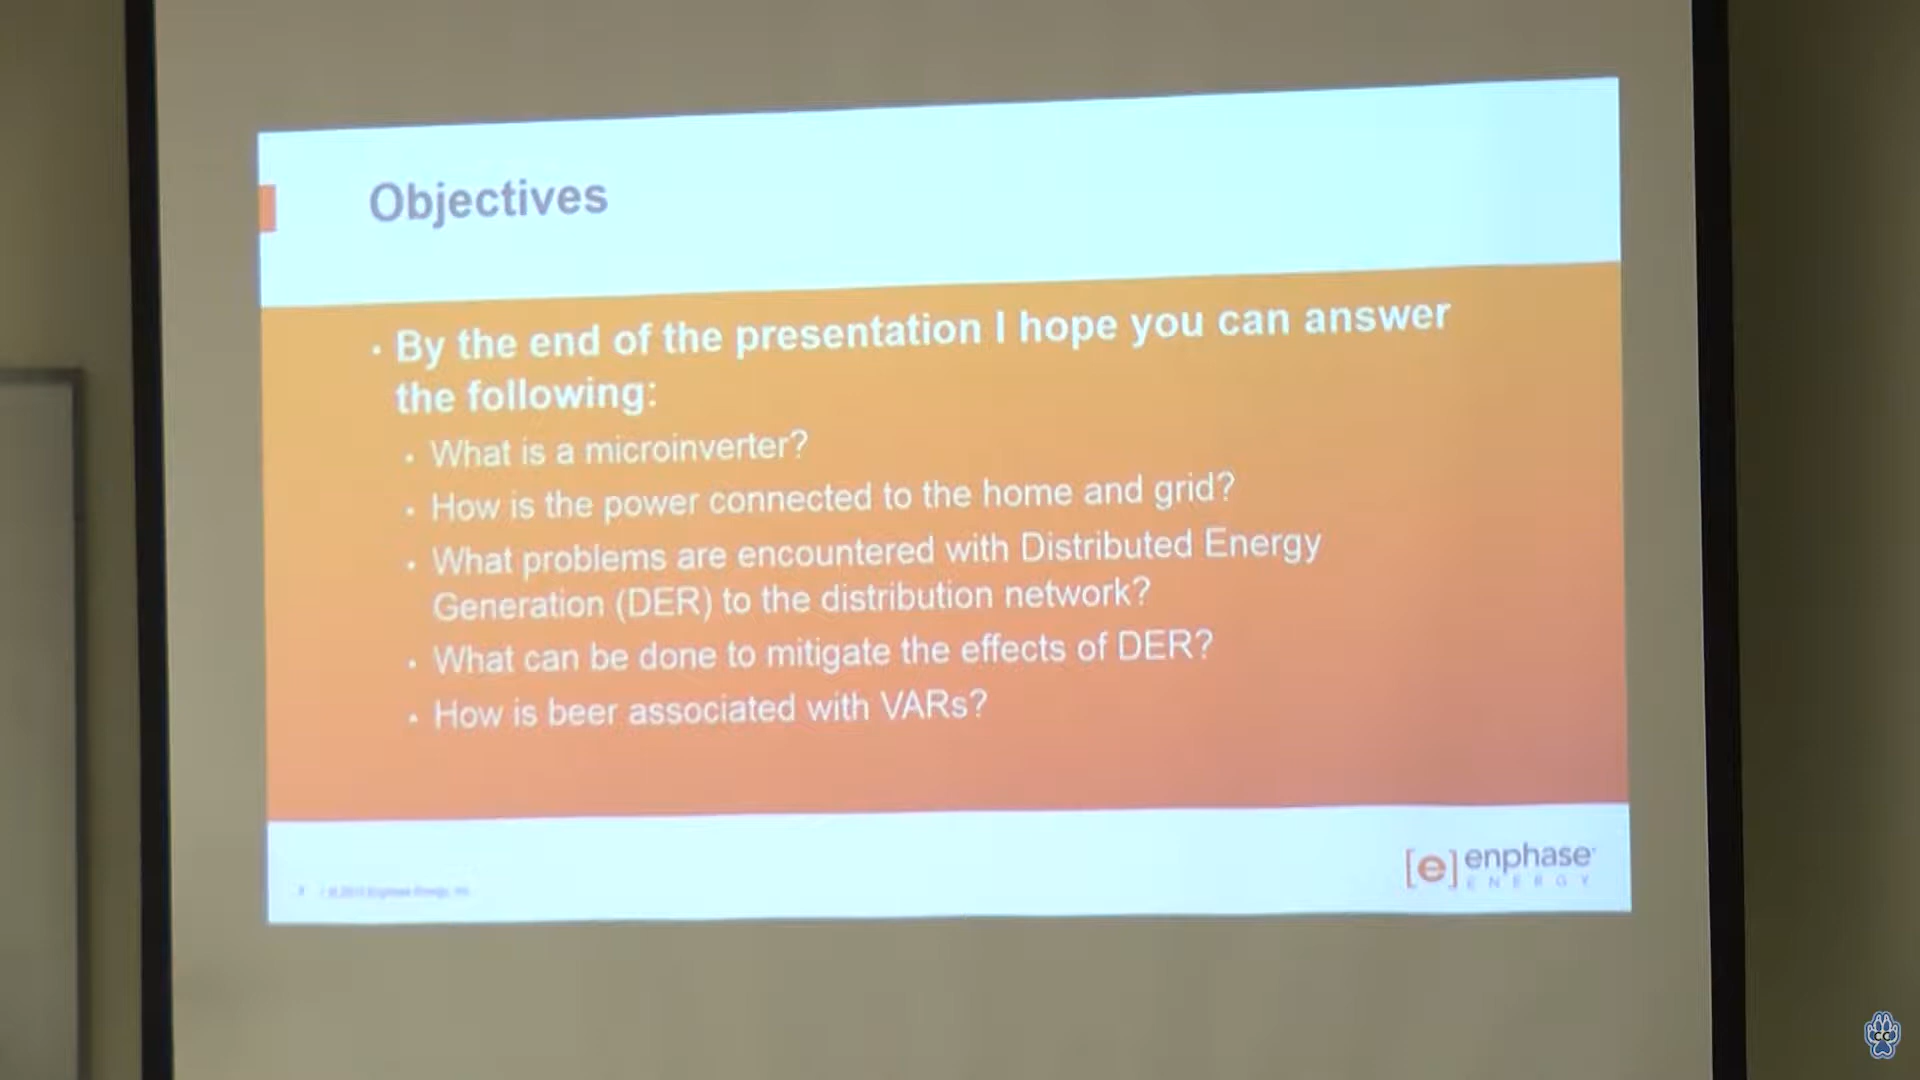 Objectives
• By the end of the presentation I hope you can answer
the following:
• What is a microinverter?
• How is the power connected to the home and grid?
• What problems are encountered with Distributed Energy
Generation (DER) to the distribution network?
• What can be done to mitigate the effects of DER?
• How is beer associated with VARs?
[e] enphase
ENERGY
CC